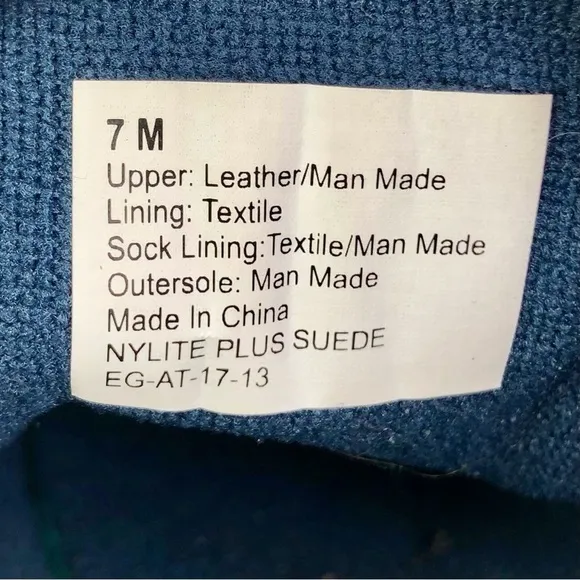 7 M
Upper: Leather/Man Made
Lining: Textile
Sock Lining:Textile/Man Made
Outersole: Man Made
Made In China
NYLITE PLUS SUEDE
EG-AT-17-13